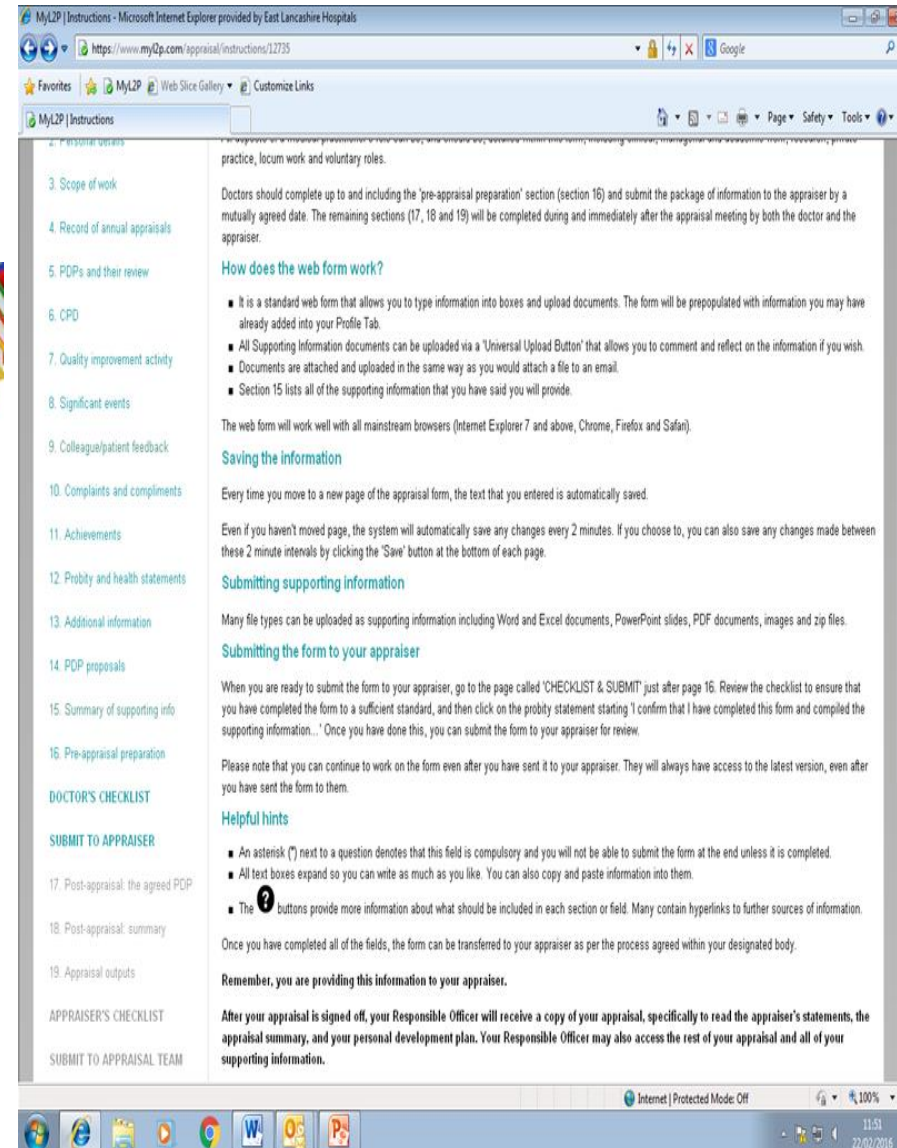 MyL2P | Instructions - Microsoft Internet Explorer provided by East Lancashire Hospitals
https://www.myl2p.com/appraisal/instructions/12735
Google
Favorites MyL2P Web Slice Gallery Customize Links
MyL2P | Instructions
Page Safety Tools
2. Personal details
3. Scope of work
4. Record of annual appraisals
5. PDPs and their review
6. CPD
7. Quality improvement activity
8. Significant events
9. Colleague/patient feedback
10. Complaints and compliments
11. Achievements
12. Probity and health statements
13. Additional information
14. PDP proposals
15. Summary of supporting info
16. Pre-appraisal preparation
DOCTOR'S CHECKLIST
SUBMIT TO APPRAISER
17. Post-appraisal: the agreed PDP
18. Post-appraisal: summary
19. Appraisal outputs
APPRAISER'S CHECKLIST
SUBMIT TO APPRAISAL TEAM
practice, locum work and voluntary roles.
Doctors should complete up to and including the 'pre-appraisal preparation' section (section 16) and submit the package of information to the appraiser by a
mutually agreed date. The remaining sections (17, 18 and 19) will be completed during and immediately after the appraisal meeting by both the doctor and the
appraiser.
How does the web form work?
■ It is a standard web form that allows you to type information into boxes and upload documents. The form will be prepopulated with information you may have
already added into your Profile Tab.
■ All Supporting Information documents can be uploaded via a 'Universal Upload Button' that allows you to comment and reflect on the information if you wish.
■ Documents are attached and uploaded in the same way as you would attach a file to an email.
■ Section 15 lists all of the supporting information that you have said you will provide.
The web form will work well with all mainstream browsers (Internet Explorer 7 and above, Chrome, Firefox and Safari).
Saving the information
Every time you move to a new page of the appraisal form, the text that you entered is automatically saved.
Even if you haven't moved page, the system will automatically save any changes every 2 minutes. If you choose to, you can also save any changes made between
these 2 minute intervals by clicking the 'Save' button at the bottom of each page.
Submitting supporting information
Many file types can be uploaded as supporting information including Word and Excel documents, PowerPoint slides, PDF documents, images and zip files.
Submitting the form to your appraiser
When you are ready to submit the form to your appraiser, go to the page called 'CHECKLIST & SUBMIT' just after page 16. Review the checklist to ensure that
you have completed the form to a sufficient standard, and then click on the probity statement starting 'I confirm that I have completed this form and compiled the
supporting information...' Once you have done this, you can submit the form to your appraiser for review.
Please note that you can continue to work on the form even after you have sent it to your appraiser. They will always have access to the latest version, even after
you have sent the form to them.
Helpful hints
■ An asterisk (*) next to a question denotes that this field is compulsory and you will not be able to submit the form at the end unless it is completed.
■ All text boxes expand so you can write as much as you like. You can also copy and paste information into them.
■ The ? buttons provide more information about what should be included in each section or field. Many contain hyperlinks to further sources of information.
Once you have completed all of the fields, the form can be transferred to your appraiser as per the process agreed within your designated body.
Remember, you are providing this information to your appraiser.
After your appraisal is signed off, your Responsible Officer will receive a copy of your appraisal, specifically to read the appraiser's statements, the
appraisal summary, and your personal development plan. Your Responsible Officer may also access the rest of your appraisal and all of your
supporting information.
Internet | Protected Mode: Off
100%
11:51
22/02/2016